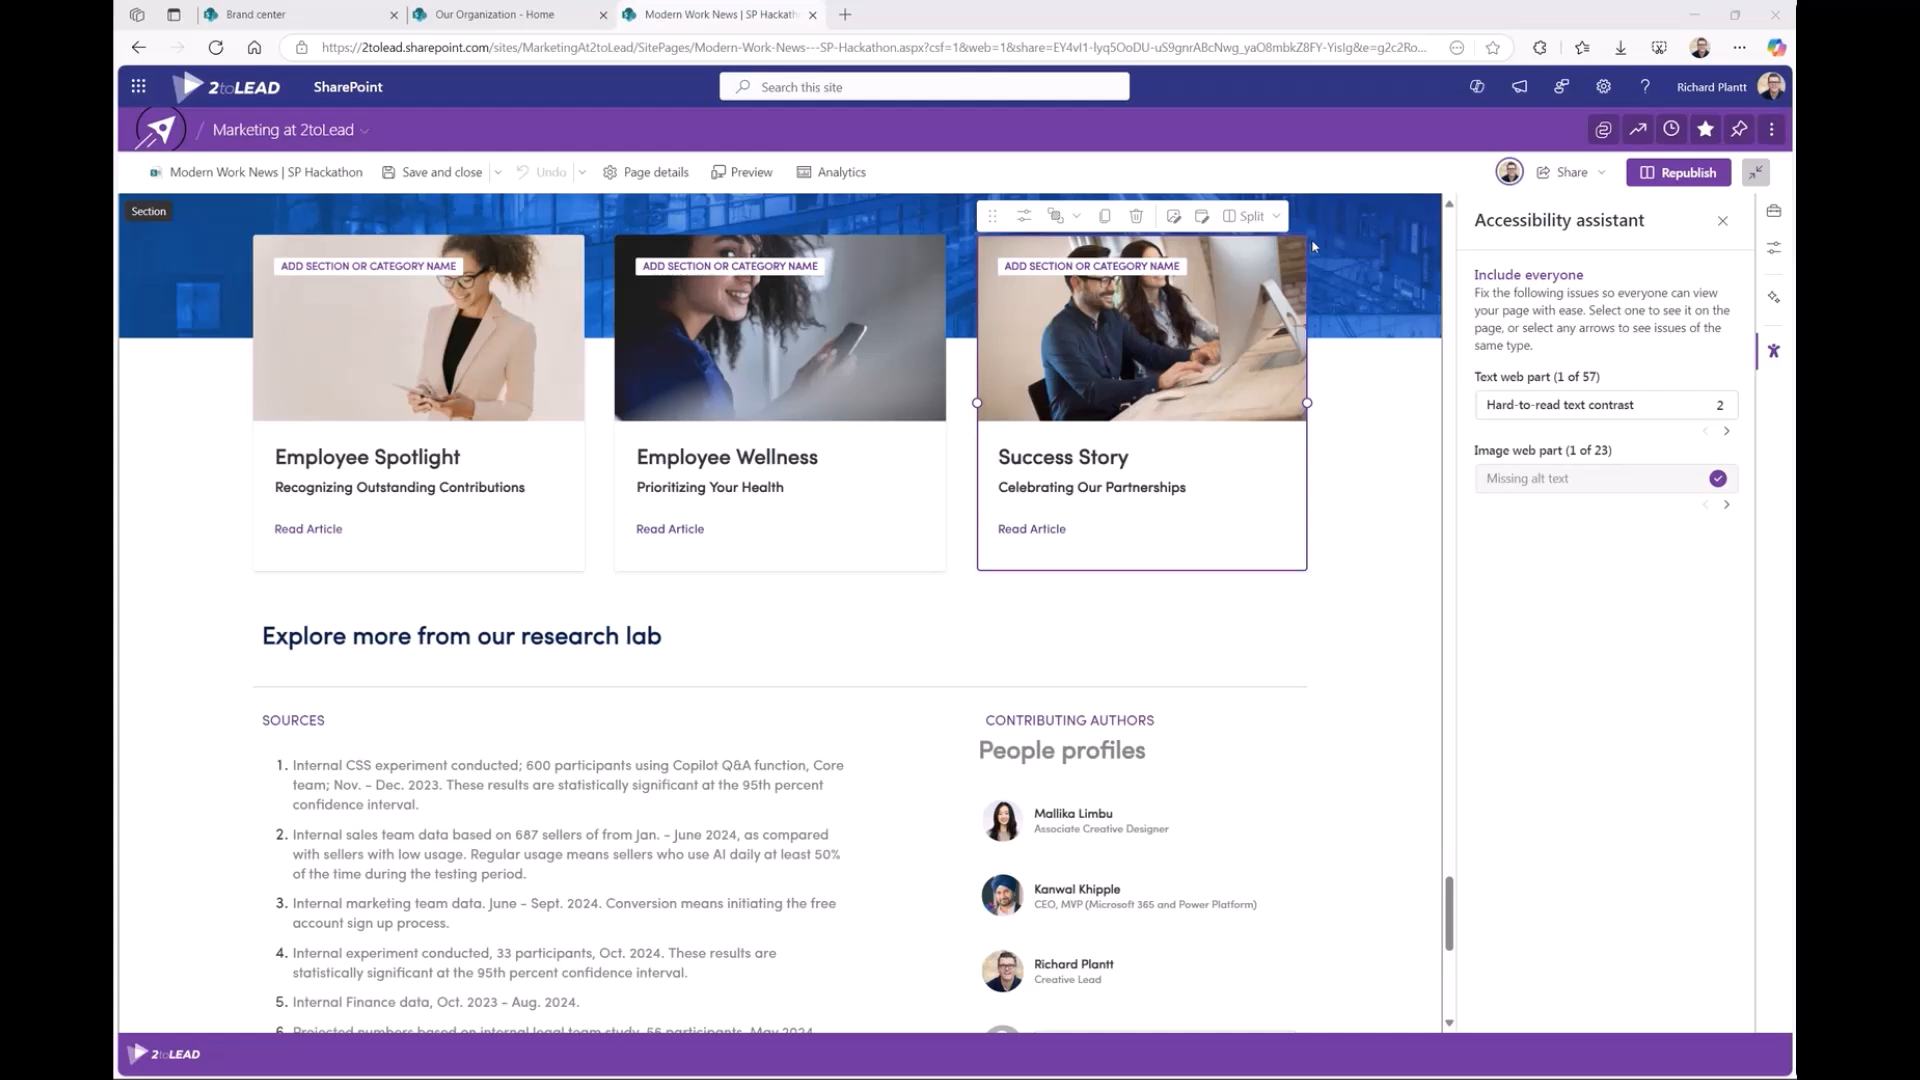 Brand center
Our Organization - Home
Modern Work News | SP Hackath
https://2tolead.sharepoint.com/sites/MarketingAt2toLead/SitePages/Modern-Work-News---SP-Hackathon.aspx?csf=1&web=1&share=EY4vI1-lyq5OoDU-uS9gnrABcNwg_yaO8mbkZ8FY-YisIg&e=g2c2Ro...
2toLEAD
SharePoint
Search this site
Richard Plantt
/ Marketing at 2toLead
Modern Work News | SP Hackathon
Save and close
Undo
Page details
Preview
Analytics
Share
Republish
Section
Split
ADD SECTION OR CATEGORY NAME
ADD SECTION OR CATEGORY NAME
ADD SECTION OR CATEGORY NAME
Employee Spotlight
Recognizing Outstanding Contributions
Read Article
Employee Wellness
Prioritizing Your Health
Read Article
Success Story
Celebrating Our Partnerships
Read Article
Explore more from our research lab
SOURCES
1. Internal CSS experiment conducted; 600 participants using Copilot Q&A function, Core
team; Nov. - Dec. 2023. These results are statistically significant at the 95th percent
confidence interval.
2. Internal sales team data based on 687 sellers of from Jan. - June 2024, as compared
with sellers with low usage. Regular usage means sellers who use AI daily at least 50%
of the time during the testing period.
3. Internal marketing team data. June - Sept. 2024. Conversion means initiating the free
account sign up process.
4. Internal experiment conducted, 33 participants, Oct. 2024. These results are
statistically significant at the 95th percent confidence interval.
5. Internal Finance data, Oct. 2023 - Aug. 2024.
6. Projected numbers based on internal legal team study, 56 participants, May 2024
CONTRIBUTING AUTHORS
People profiles
Mallika Limbu
Associate Creative Designer
Kanwal Khipple
CEO, MVP (Microsoft 365 and Power Platform)
Richard Plantt
Creative Lead
Accessibility assistant
Include everyone
Fix the following issues so everyone can view
your page with ease. Select one to see it on the
page, or select any arrows to see issues of the
same type.
Text web part (1 of 57)
Hard-to-read text contrast 2
Image web part (1 of 23)
Missing alt text
2toLEAD